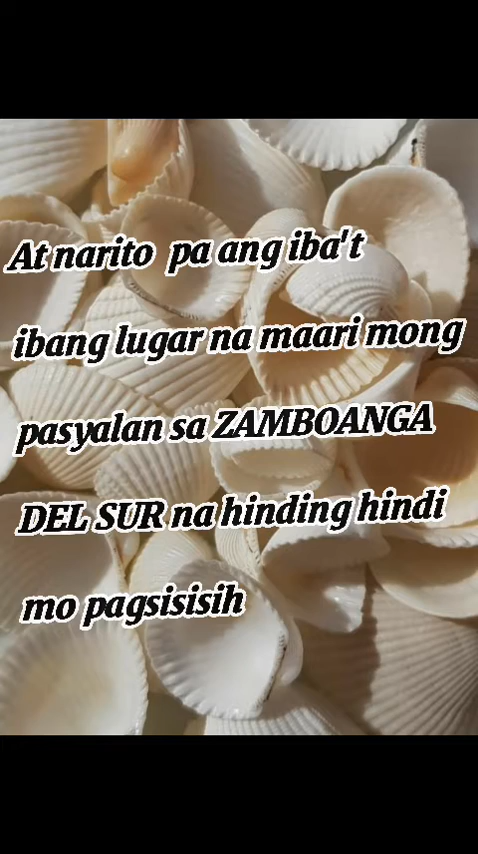 At narito pa ang iba't
ibang lugar na maari mong
pasyalan sa ZAMBOANGA
DEL SUR na hinding hindi
mo pagsisisih